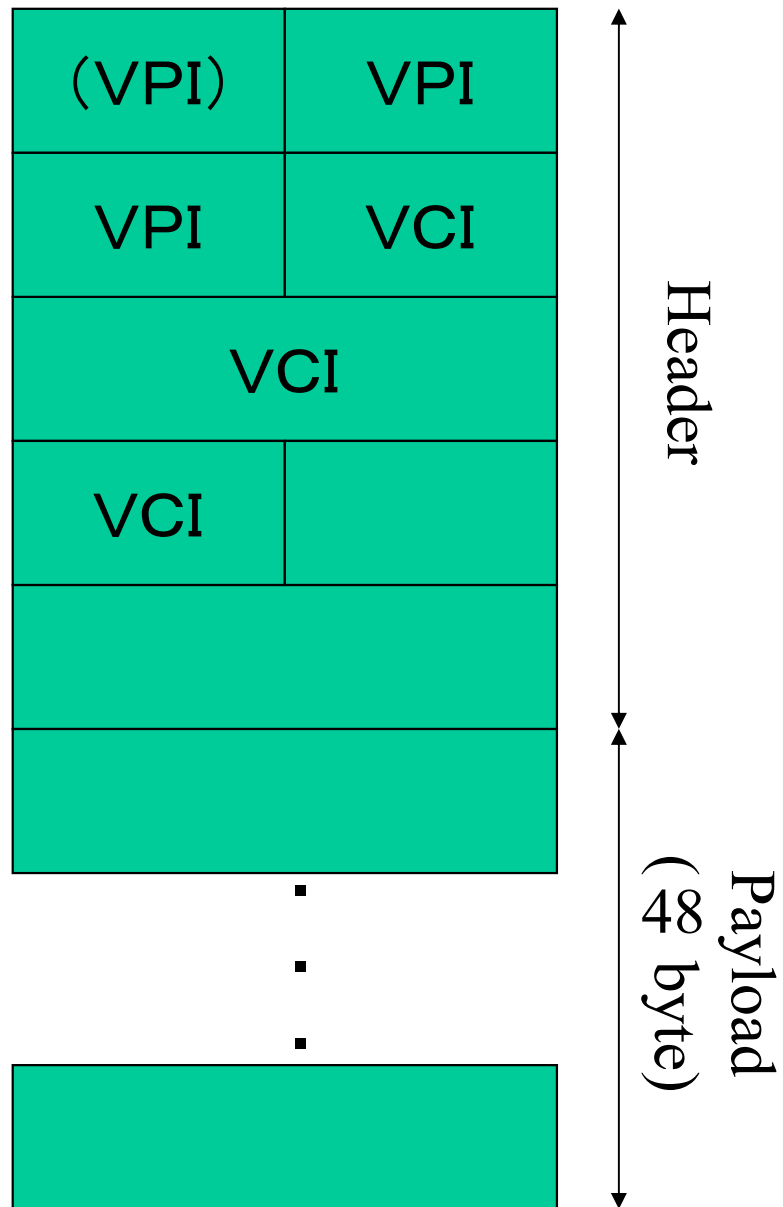 (VPI) VPI
VPI VCI
VCI
VCI
Header
Payload
(48 byte)